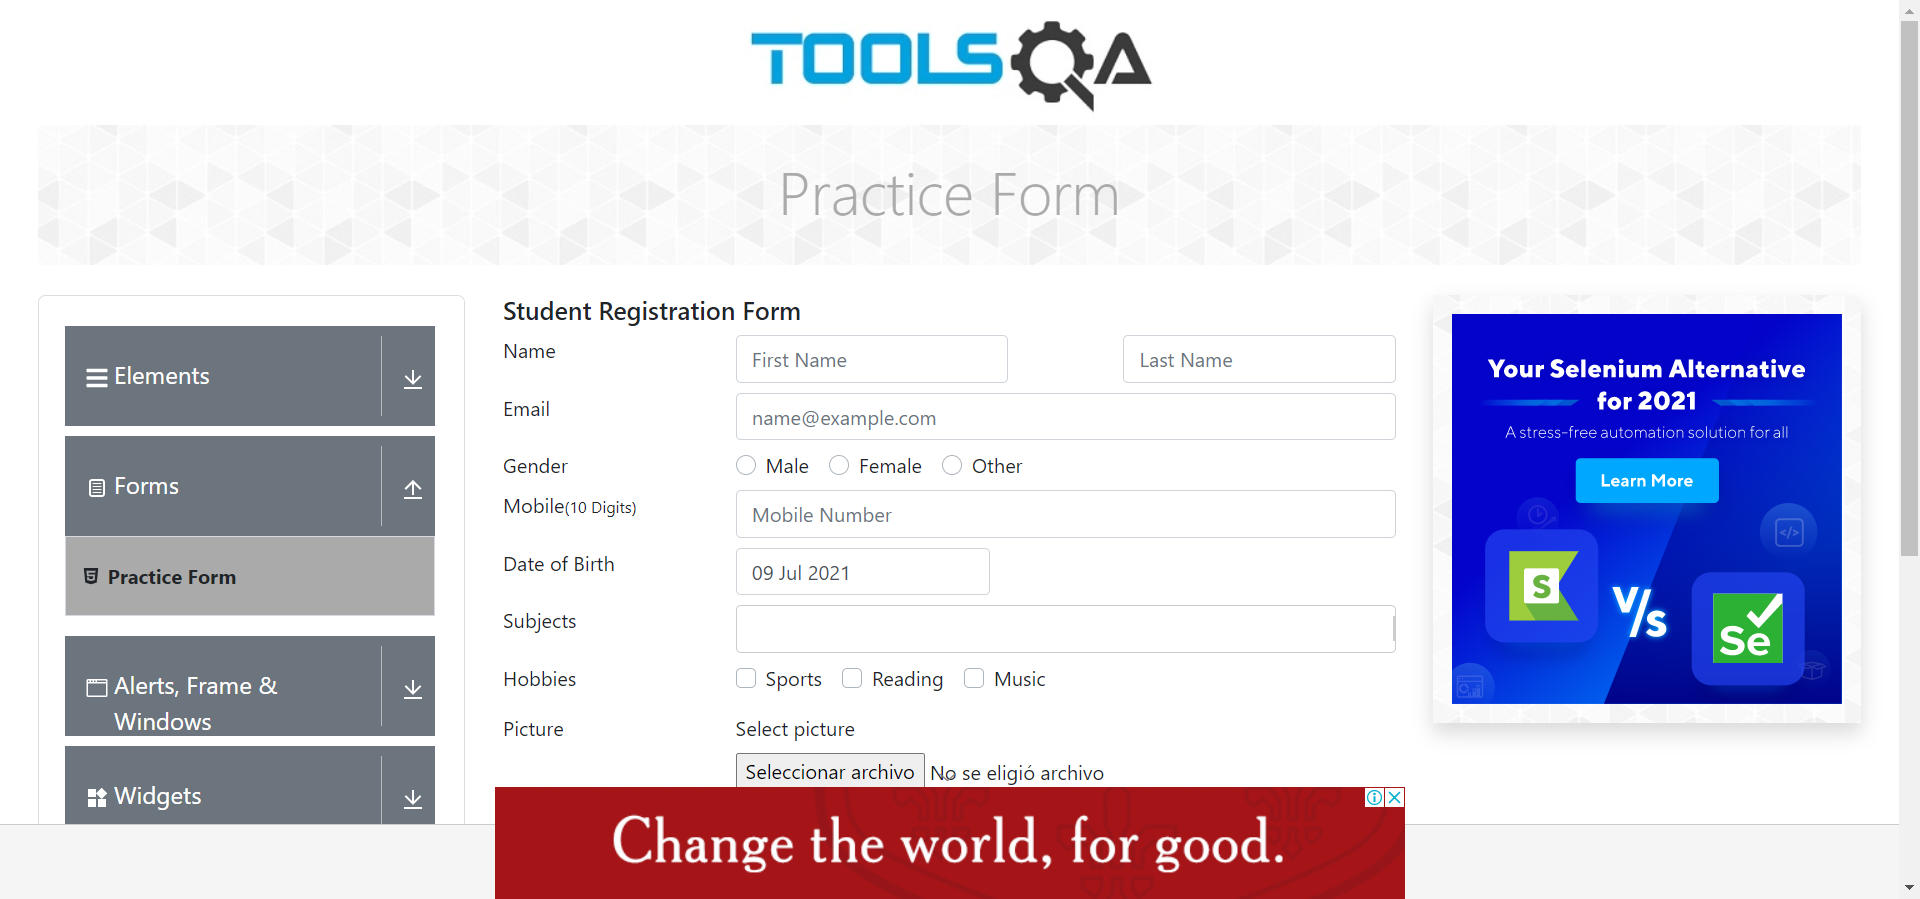 TOOLSQA
Practice Form
Elements
Forms
Practice Form
Alerts, Frame &
Windows
Widgets
Student Registration Form
Name
First Name
Last Name
Email
name@example.com
Gender
Male
Female
Other
Mobile(10 Digits)
Mobile Number
Date of Birth
09 Jul 2021
Subjects
Hobbies
Sports
Reading
Music
Picture
Select picture
Seleccionar archivo
No se eligió archivo
Your Selenium Alternative
for 2021
A stress-free automation solution for all
Learn More
S
V/s
Se
Change the world, for good.